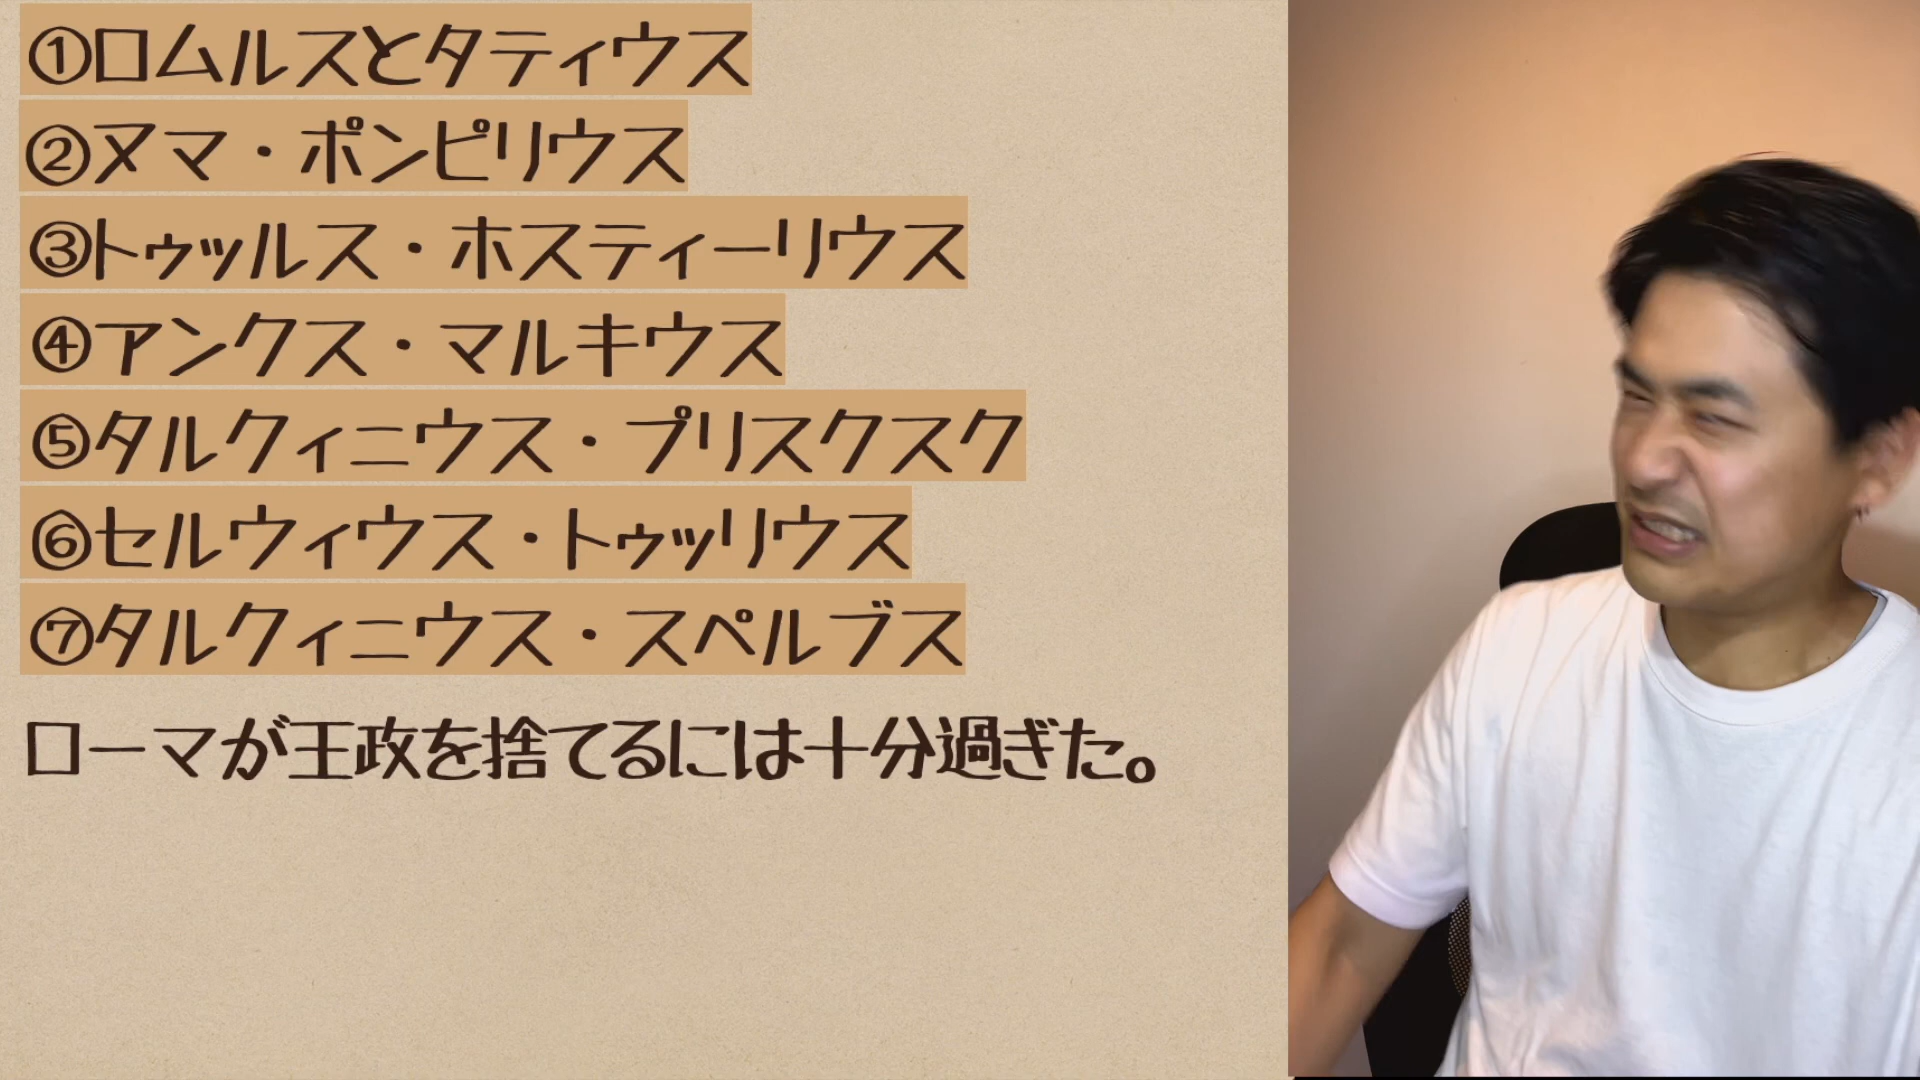 ①ロムルスとタティウス
②ヌマ・ポンピリウス
③トゥッルス・ホスティーリウス
④アンクス・マルキウス
⑤タルクィニウス・プリスクスク
⑥セルウィウス・トゥッリウス
⑦タルクィニウス・スペルブス
ローマが王政を捨てるには十分過ぎた。